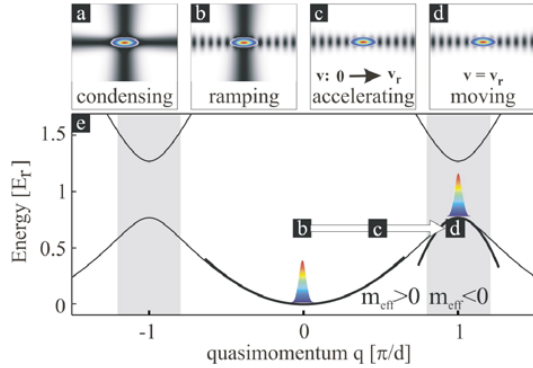 a b c d
v: 0 → v_r v = v_r
condensing ramping accelerating moving
e
1.5
1
0.5
0
Energy [E_r]
b c d
m_eff>0 m_eff<0
-1 0 1
quasimomentum q [π/d]